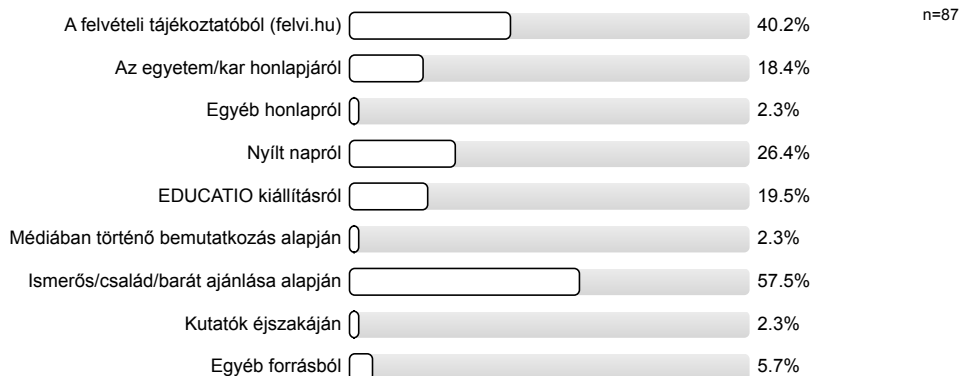 A felvételi tájékoztatóból (felvi.hu) 40.2% n=87
Az egyetem/kar honlapjáról 18.4%
Egyéb honlapról 2.3%
Nyílt napról 26.4%
EDUCATIO kiállításról 19.5%
Médiában történő bemutatkozás alapján 2.3%
Ismerős/család/barát ajánlása alapján 57.5%
Kutatók éjszakáján 2.3%
Egyéb forrásból 5.7%